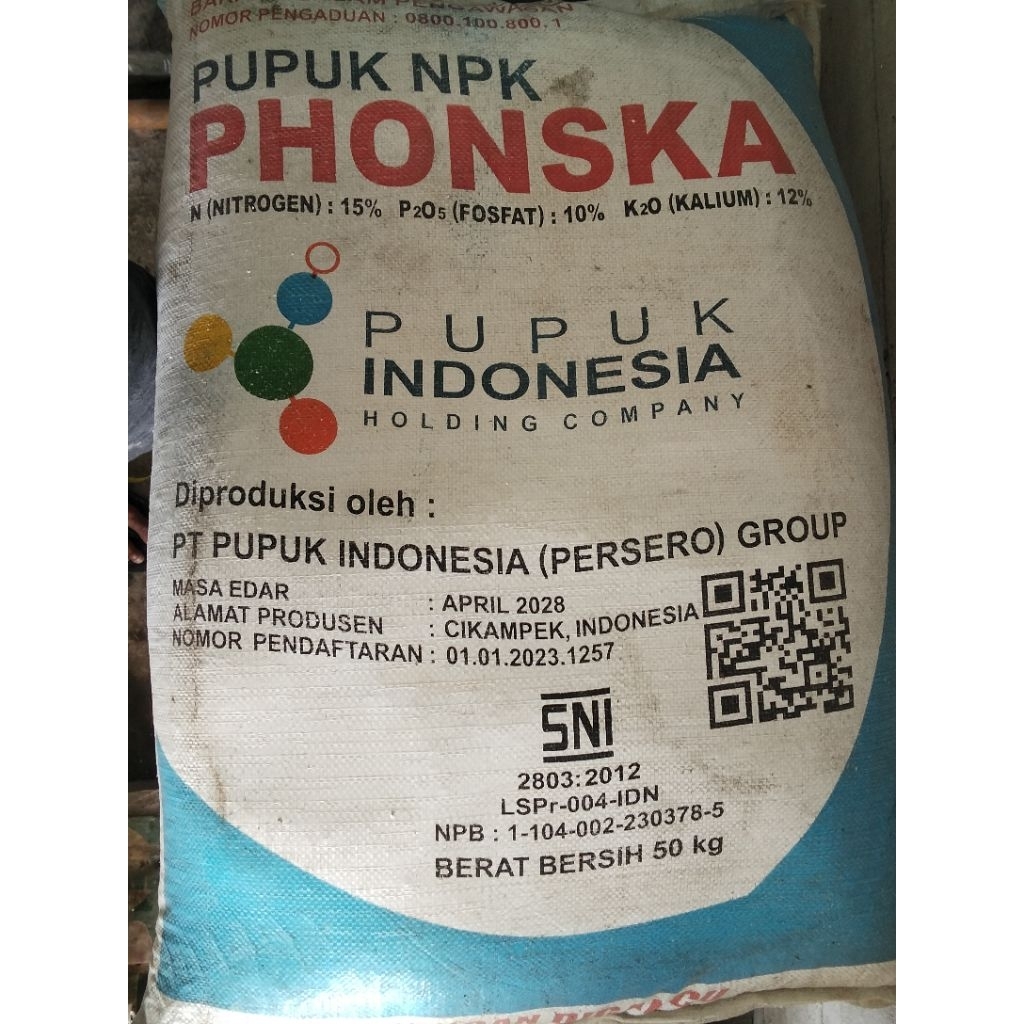 DALAM PENGAWASAN
NOMOR PENGADUAN : 0800.100.800.1
PUPUK NPK
PHONSKA
N (NITROGEN) : 15% P2O5 (FOSFAT) : 10% K2O (KALIUM) : 12%
PUPUK
INDONESIA
HOLDING COMPANY
Diproduksi oleh :
PT PUPUK INDONESIA (PERSERO) GROUP
MASA EDAR : APRIL 2028
ALAMAT PRODUSEN : CIKAMPEK, INDONESIA
NOMOR PENDAFTARAN : 01.01.2023.1257
SNI
2803:2012
LSPr-004-IDN
NPB : 1-104-002-230378-5
BERAT BERSIH 50 kg